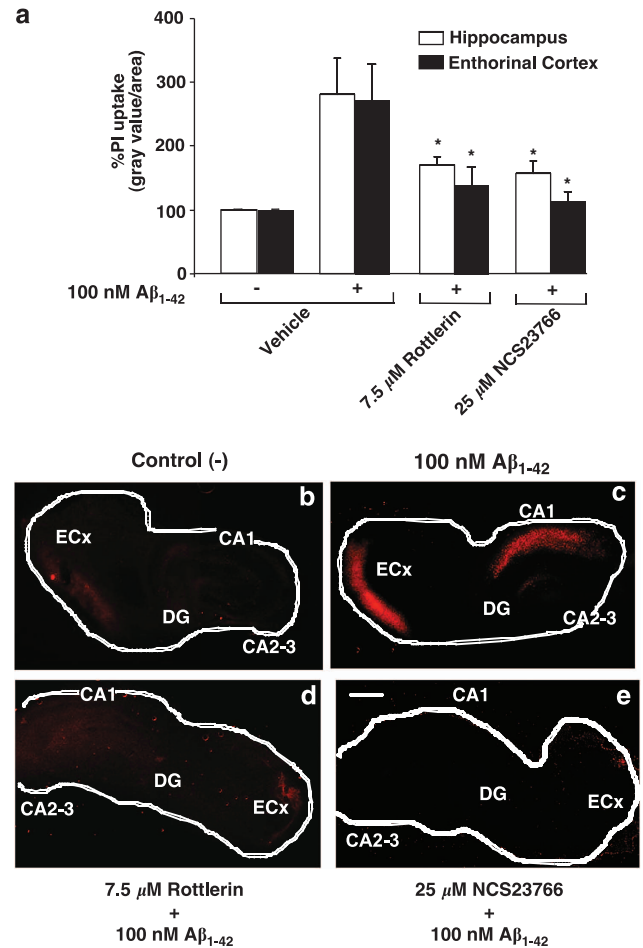 a
400
300
200
100
0
%PI uptake
(gray value/area)
Hippocampus
Enthorinal Cortex
* * * *
100 nM Aβ1-42 - + + +
Vehicle
7.5 µM Rottlerin
25 µM NCS23766
Control (-) 100 nM Aβ1-42
b
ECx
CA1
DG
CA2-3
c
CA1
ECx
DG
CA2-3
d
CA1
DG
ECx
CA2-3
e
CA1
DG
ECx
CA2-3
7.5 µM Rottlerin
+
100 nM Aβ1-42
25 µM NCS23766
+
100 nM Aβ1-42